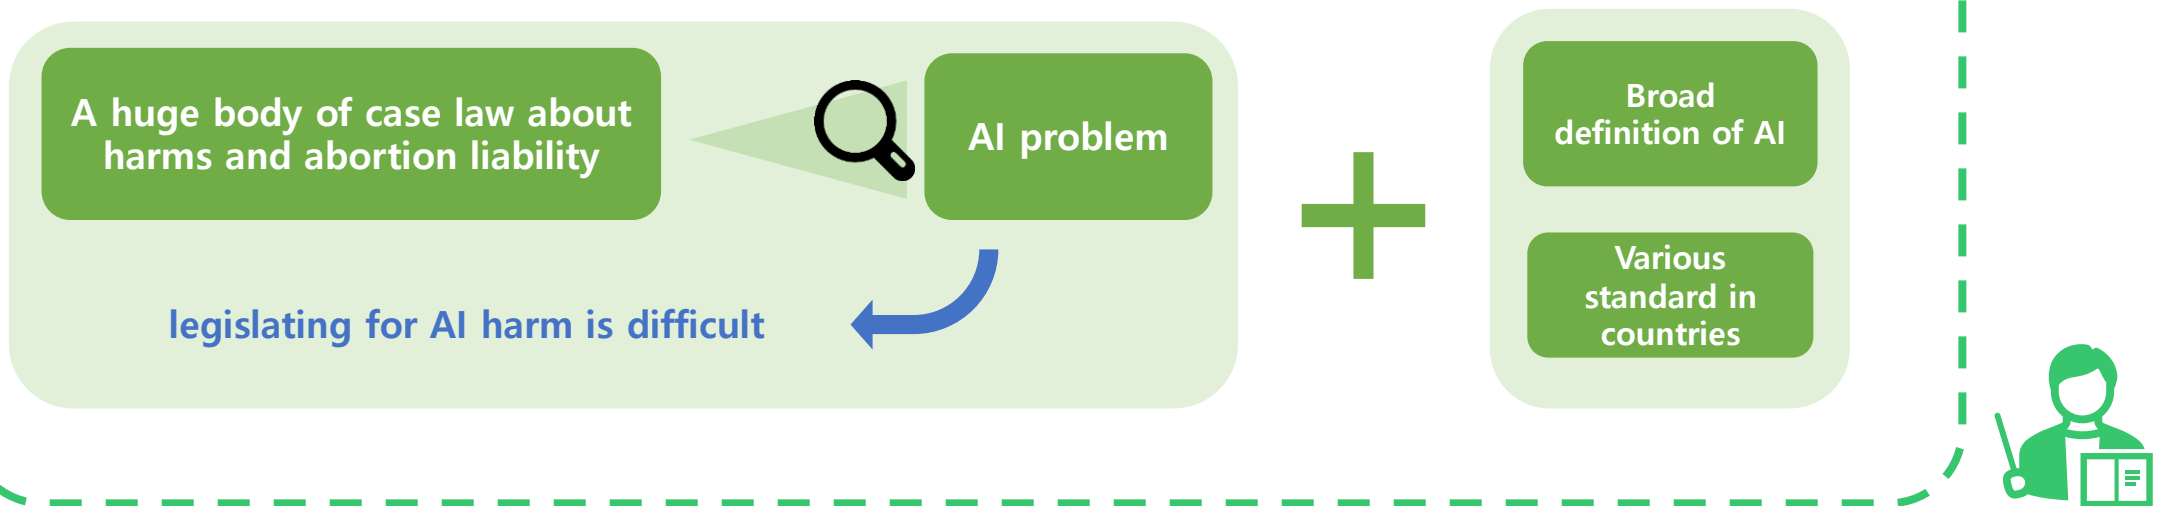 A huge body of case law about
harms and abortion liability
AI problem
legislating for AI harm is difficult
Broad
definition of AI
Various
standard in
countries